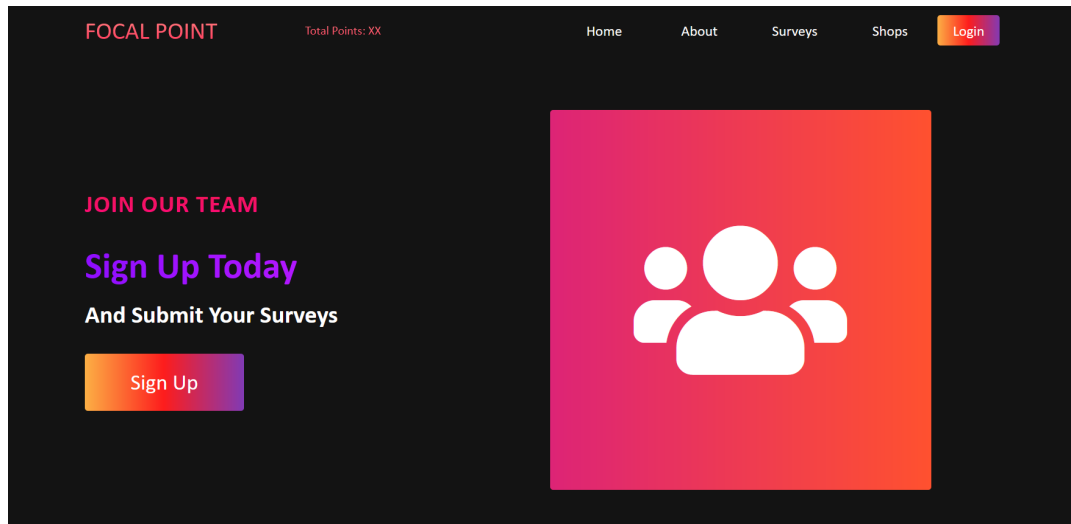 FOCAL POINT
Total Points: XX
Home About Surveys Shops Login
JOIN OUR TEAM
Sign Up Today
And Submit Your Surveys
Sign Up